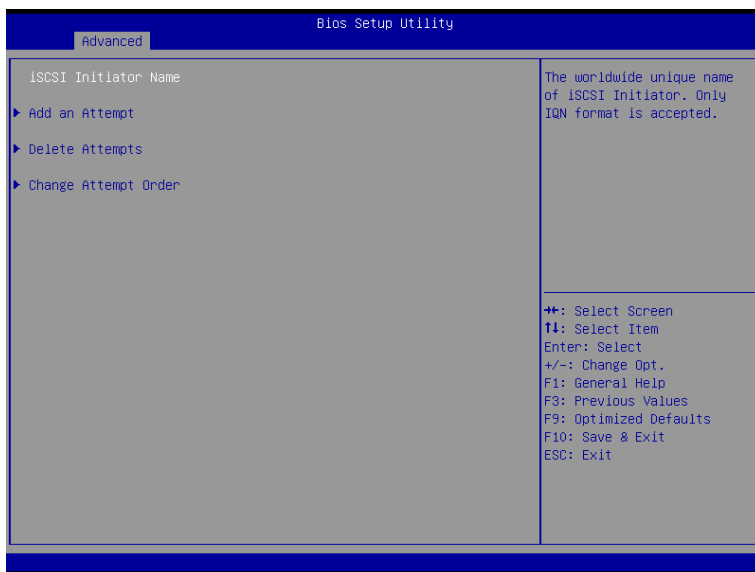 Bios Setup Utility
Advanced
iSCSI Initiator Name
Add an Attempt
Delete Attempts
Change Attempt Order
The worldwide unique name
of iSCSI Initiator. Only
IQN format is accepted.
→←: Select Screen
↑↓: Select Item
Enter: Select
+/-: Change Opt.
F1: General Help
F3: Previous Values
F9: Optimized Defaults
F10: Save & Exit
ESC: Exit